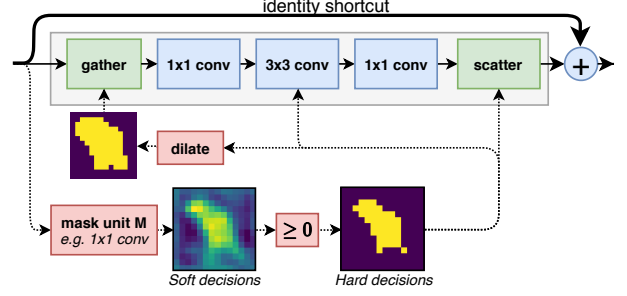 identity shortcut
gather
1x1 conv
3x3 conv
1x1 conv
scatter
+
dilate
mask unit M
e.g. 1x1 conv
≥ 0
Soft decisions
Hard decisions